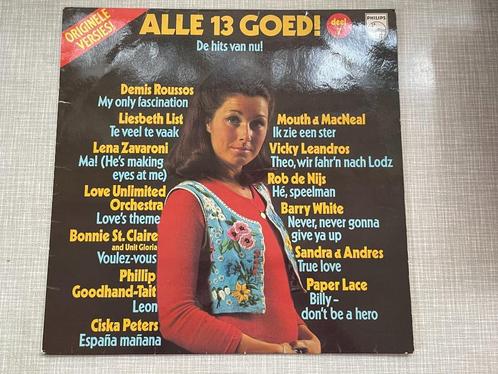 ORIGINELE
VERSIES!
ALLE 13 GOED!
deel
7
PHILIPS
De hits van nu!
Demis Roussos
My only fascination
Liesbeth List
Te veel te vaak
Lena Zavaroni
Ma! (He's making
eyes at me)
Love Unlimited
Orchestra
Love's theme
Bonnie St. Claire
and Unit Gloria
Voulez-vous
Phillip
Goodhand-Tait
Leon
Ciska Peters
España mañana
Mouth & MacNeal
Ik zie een ster
Vicky Leandros
Theo, wir fahr'n nach Lodz
Rob de Nijs
Hé, speelman
Barry White
Never, never gonna
give ya up
Sandra & Andres
True love
Paper Lace
Billy-
don't be a hero